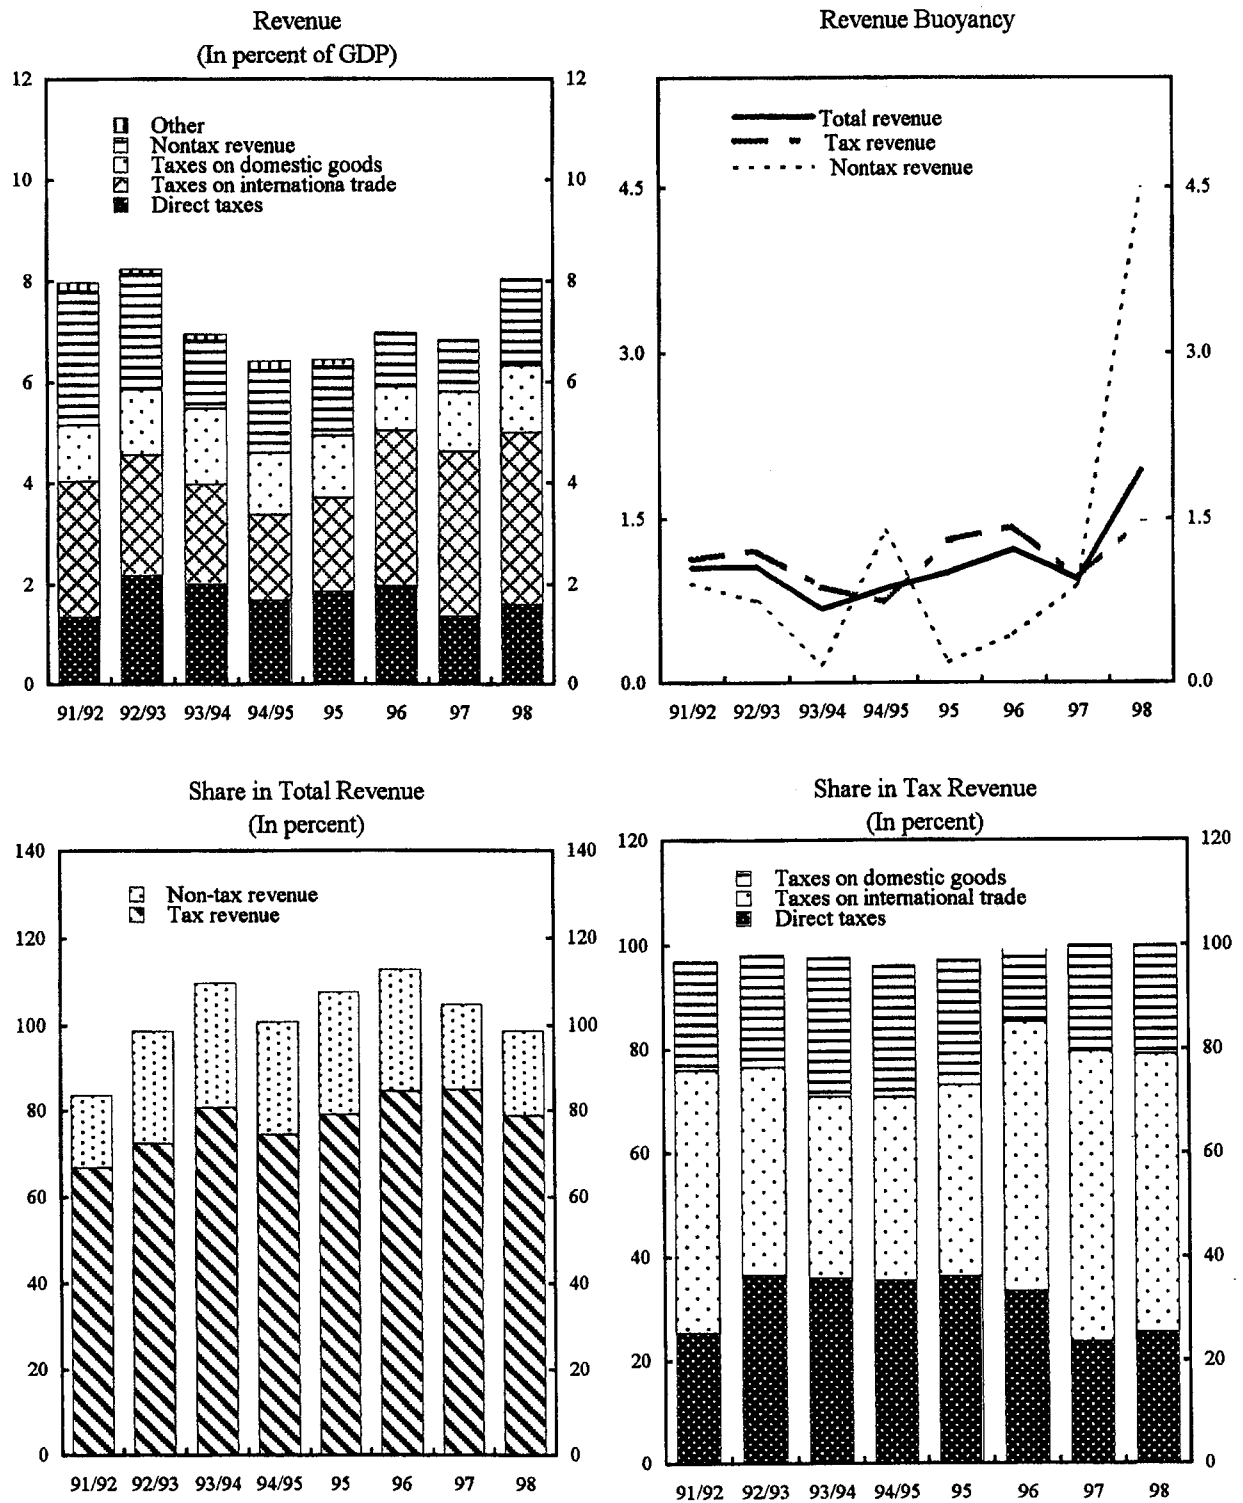 Revenue
(In percent of GDP)
12
12
Other
Nontax revenue
Taxes on domestic goods
Taxes on internationa trade
Direct taxes
10
10
8
8
6
6
4
4
2
2
0
0
91/92 92/93 93/94 94/95 95 96 97 98
Revenue Buoyancy
Total revenue
Tax revenue
Nontax revenue
4.5
4.5
3.0
3.0
1.5
1.5
0.0
0.0
91/92 92/93 93/94 94/95 95 96 97 98
Share in Total Revenue
(In percent)
140
140
Non-tax revenue
Tax revenue
120
120
100
100
80
80
60
60
40
40
20
20
0
0
91/92 92/93 93/94 94/95 95 96 97 98
Share in Tax Revenue
(In percent)
120
120
Taxes on domestic goods
Taxes on international trade
Direct taxes
100
100
80
80
60
60
40
40
20
20
0
0
91/92 92/93 93/94 94/95 95 96 97 98